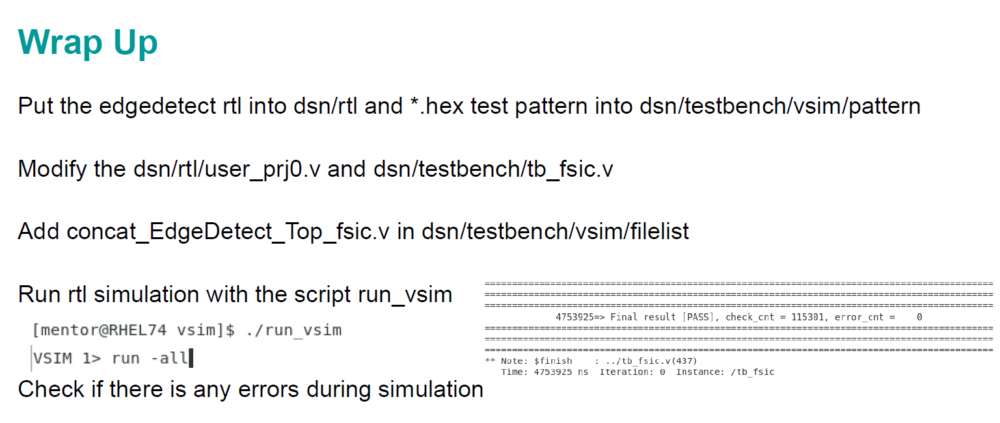 Wrap Up
Put the edgedetect rtl into dsn/rtl and *.hex test pattern into dsn/testbench/vsim/pattern
Modify the dsn/rtl/user_prj0.v and dsn/testbench/tb_fsic.v
Add concat_EdgeDetect_Top_fsic.v in dsn/testbench/vsim/filelist
Run rtl simulation with the script run_vsim
[mentor@RHEL74 vsim]$ ./run_vsim
VSIM 1> run -all
Check if there is any errors during simulation
=============================================================================================
=============================================================================================
=============================================================================================
4753925=> Final result [PASS], check_cnt = 115301, error_cnt =    0
=============================================================================================
=============================================================================================
=============================================================================================
** Note: $finish    : ../tb_fsic.v(437)
Time: 4753925 ns  Iteration: 0  Instance: /tb_fsic